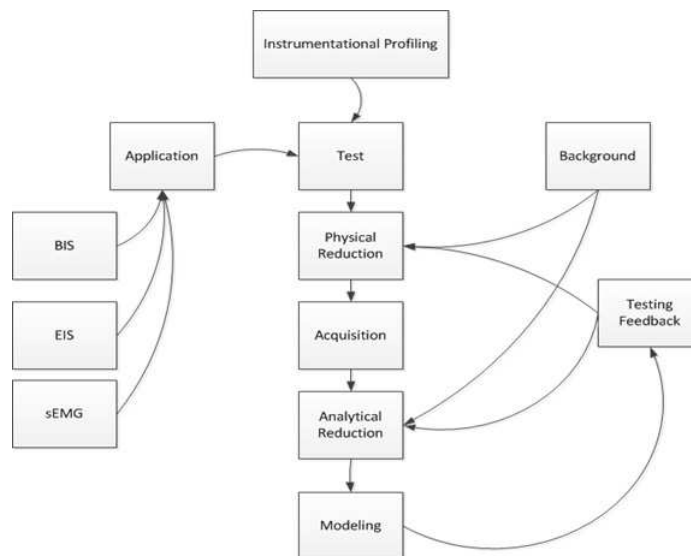 Instrumentational Profiling
Application
Test
Background
BIS
Physical
Reduction
EIS
Acquisition
Testing
Feedback
sEMG
Analytical
Reduction
Modeling